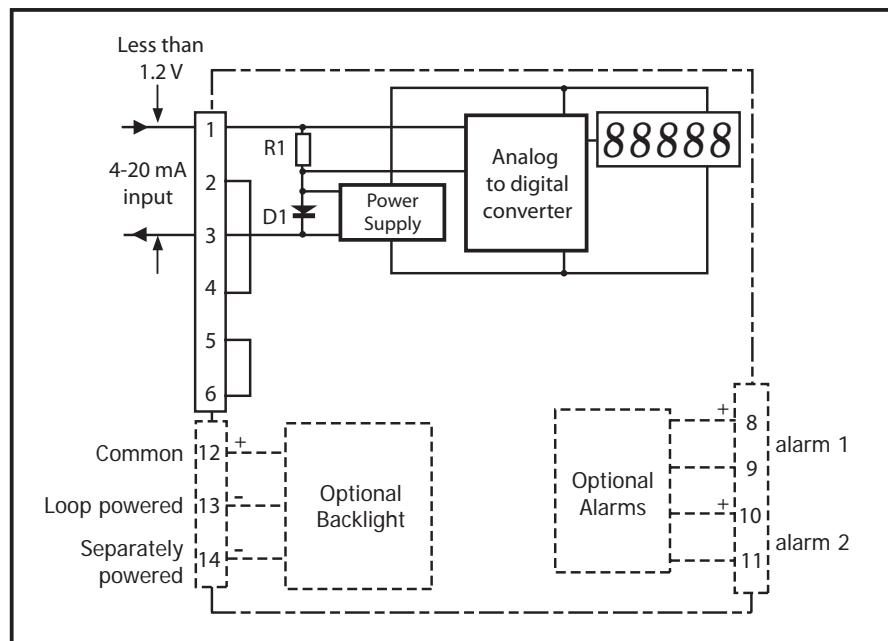 Less than
1.2 V
4-20 mA
input
1
2
3
4
5
6
R1
D1
Power
Supply
Analog
to digital
converter
88888
Common
Loop powered
Separately
powered
12
13
14
+
-
-
Optional
Backlight
Optional
Alarms
+
+
8
9
10
11
alarm 1
alarm 2